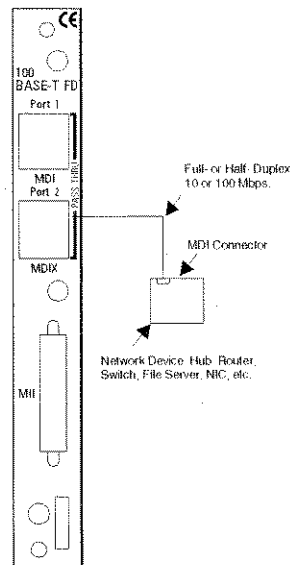 CE
100
BASE-T FD
Port 1
MDI
Port 2
PASS THRU
MDIX
MII
Full- or Half- Duplex
10 or 100 Mbps.
MDI Connector
Network Device Hub Router,
Switch, File Server, NIC, etc.